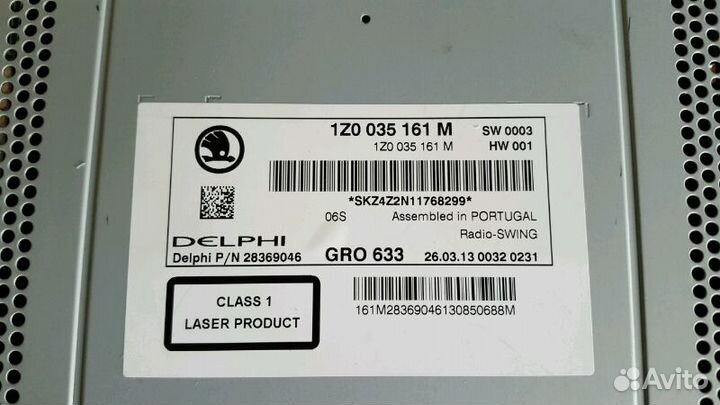 1Z0 035 161 M SW 0003
1Z0 035 161 M HW 001
*SKZ4Z2N11768299*
06S Assembled in PORTUGAL
Radio-SWING
DELPHI
Delphi P/N 28369046 GRO 633 26.03.13 0032 0231
CLASS 1
LASER PRODUCT
161M28369046130850688M
Avito